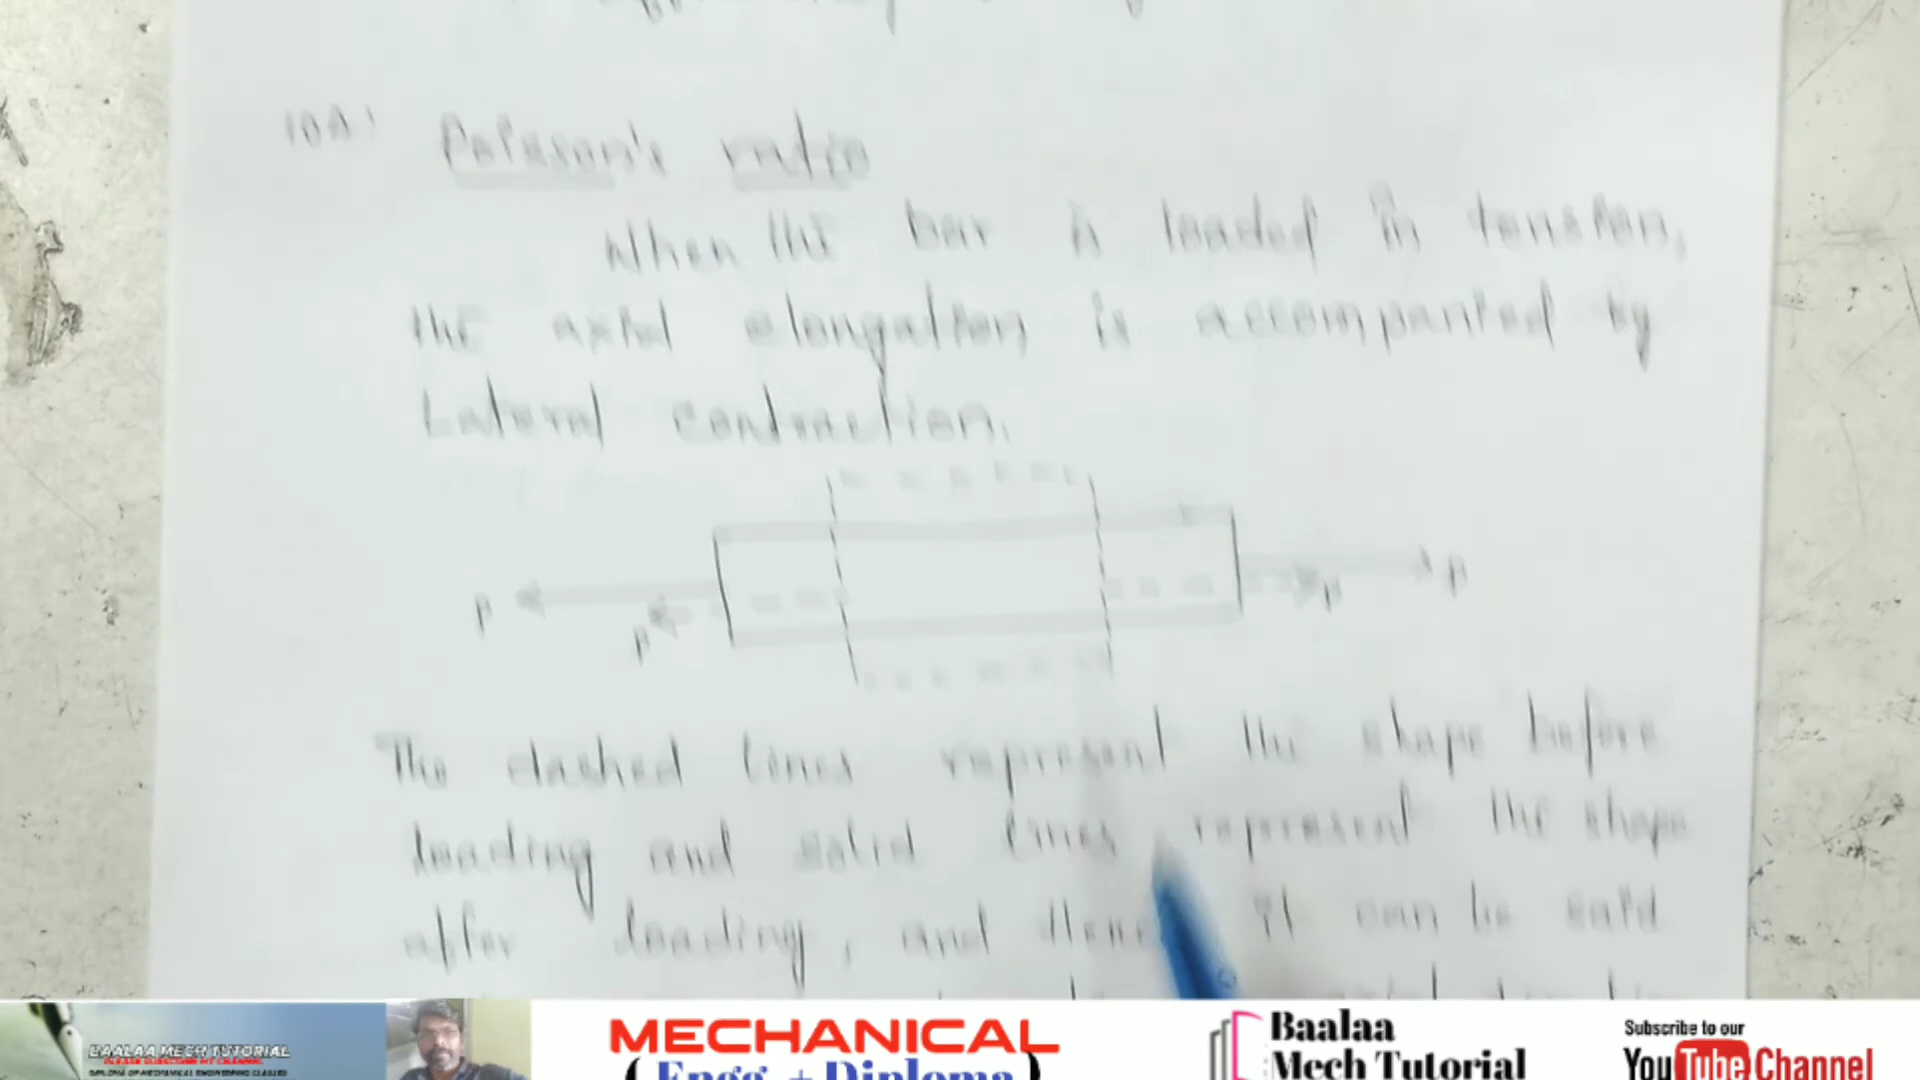 10A)
Poisson's ratio
When the bar is loaded in tension,
the axial elongation is accompanied by
Lateral contraction.
P
P
P
P
The dashed lines represent the shape before
loading and solid lines represent the shape
after loading, and Hence it can be said
BAALAA MECH TUTORIAL
MECHANICAL
(Engg. + Diploma)
Baalaa
Mech Tutorial
Subscribe to our
YouTube Channel